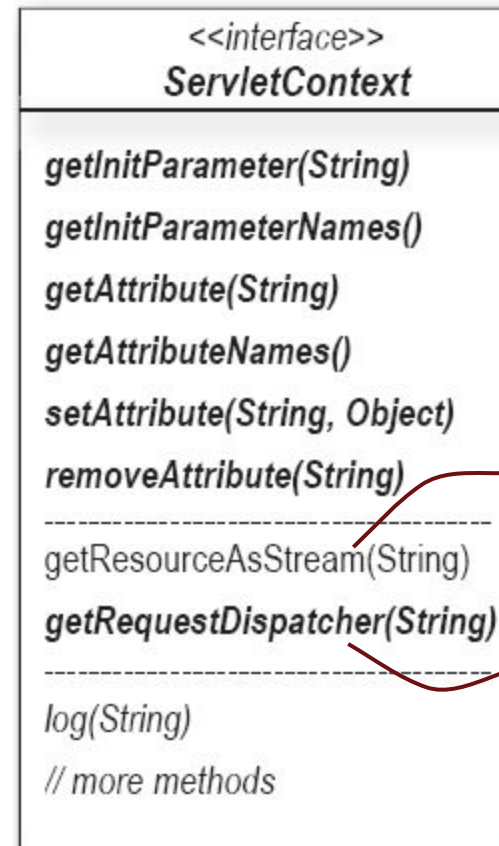 <<interface>>
ServletContext
getInitParameter(String)
getInitParameterNames()
getAttribute(String)
getAttributeNames()
setAttribute(String, Object)
removeAttribute(String)
getResourceAsStream(String)
getRequestDispatcher(String)
log(String)
// more methods